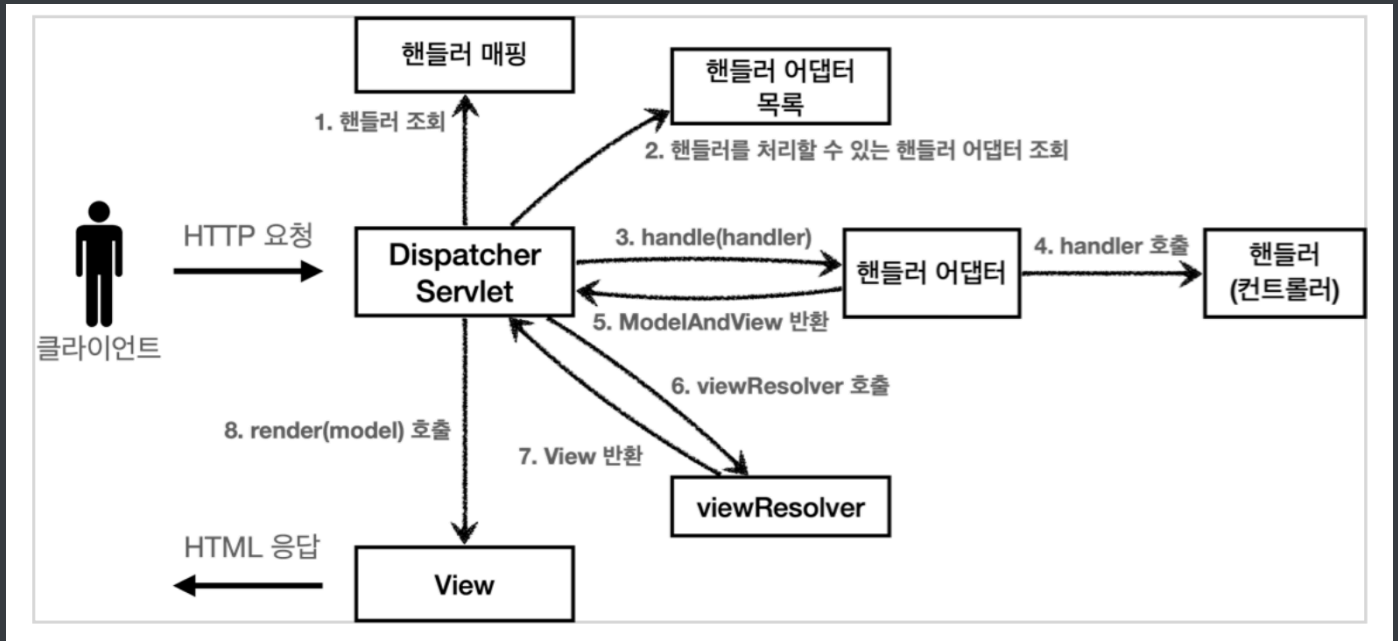 핸들러 매핑
핸들러 어댑터
목록
1. 핸들러 조회
2. 핸들러를 처리할 수 있는 핸들러 어댑터 조회
HTTP 요청
Dispatcher
Servlet
3. handle(handler)
핸들러 어댑터
4. handler 호출
핸들러
(컨트롤러)
5. ModelAndView 반환
클라이언트
6. viewResolver 호출
8. render(model) 호출
7. View 반환
viewResolver
HTML 응답
View